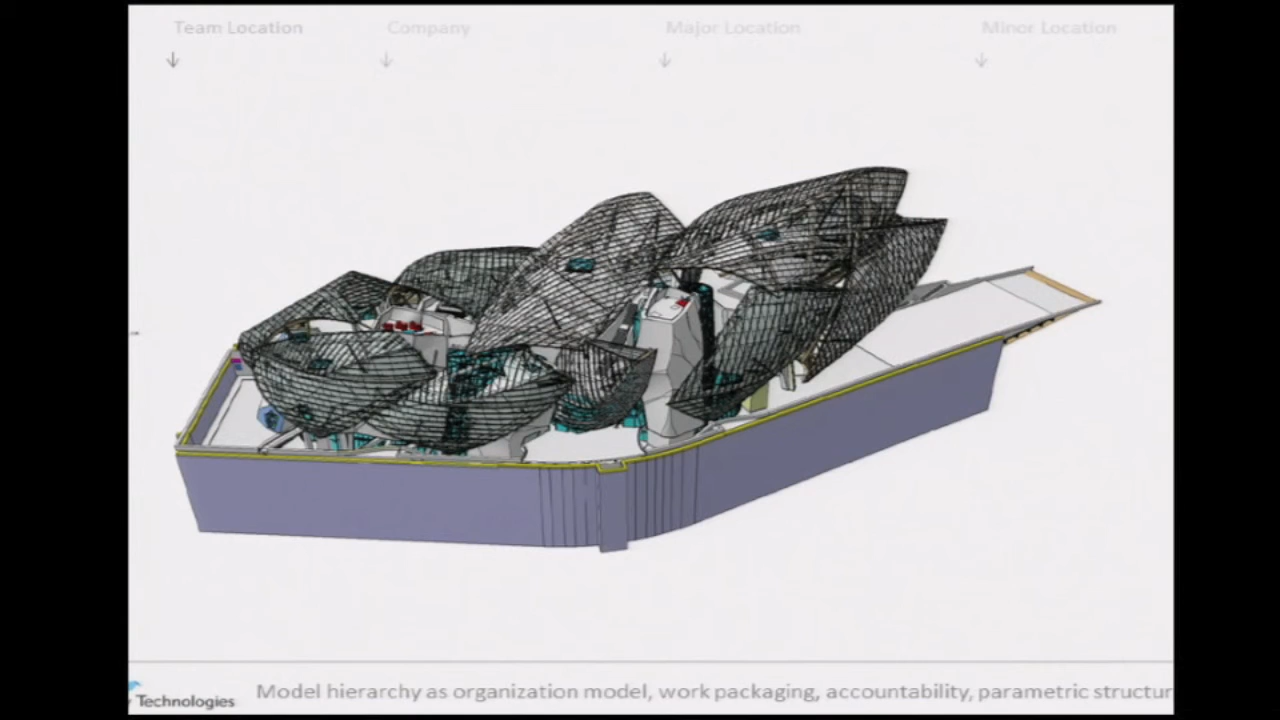 Team Location Company Major Location Minor Location
Technologies
Model hierarchy as organization model, work packaging, accountability, parametric structur